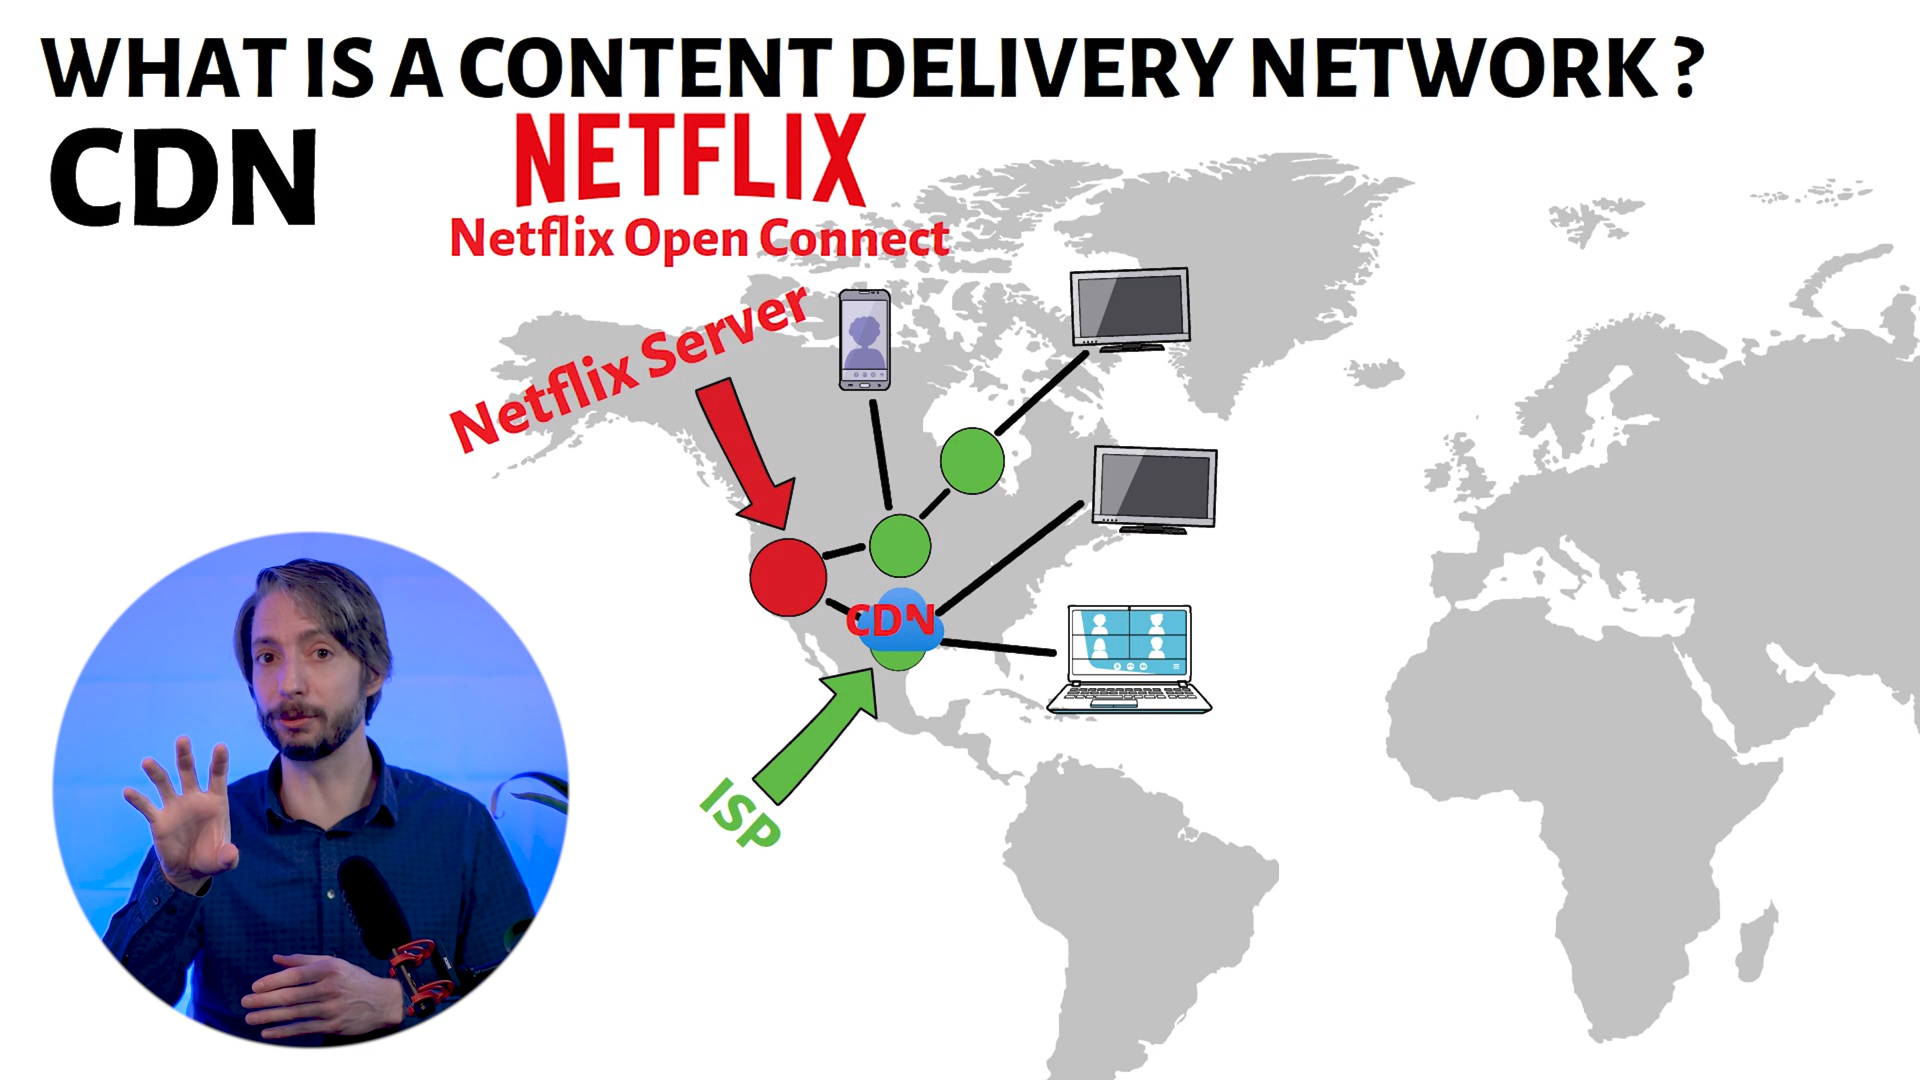 WHAT IS A CONTENT DELIVERY NETWORK ?
CDN
NETFLIX
Netflix Open Connect
Netflix Server
CDN
ISP